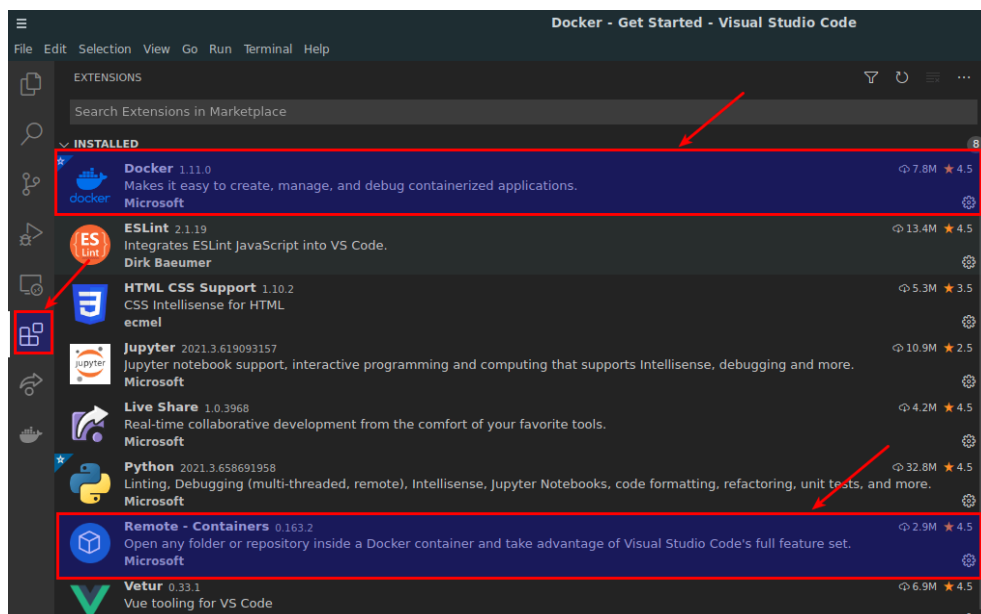 Docker - Get Started - Visual Studio Code
File Edit Selection View Go Run Terminal Help
EXTENSIONS
Search Extensions in Marketplace
INSTALLED 8
Docker 1.11.0 7.8M ★ 4.5
Makes it easy to create, manage, and debug containerized applications.
docker
Microsoft
ESLint 2.1.19 13.4M ★ 4.5
ES
Lint
Integrates ESLint JavaScript into VS Code.
Dirk Baeumer
HTML CSS Support 1.10.2 5.3M ★ 3.5
CSS Intellisense for HTML
ecmel
Jupyter 2021.3.619093157 10.9M ★ 2.5
jupyter
Jupyter notebook support, interactive programming and computing that supports Intellisense, debugging and more.
Microsoft
Live Share 1.0.3968 4.2M ★ 4.5
Real-time collaborative development from the comfort of your favorite tools.
Microsoft
Python 2021.3.658691958 32.8M ★ 4.5
Linting, Debugging (multi-threaded, remote), Intellisense, Jupyter Notebooks, code formatting, refactoring, unit tests, and more.
Microsoft
Remote - Containers 0.163.2 2.9M ★ 4.5
Open any folder or repository inside a Docker container and take advantage of Visual Studio Code's full feature set.
Microsoft
Vetur 0.33.1 6.9M ★ 4.5
Vue tooling for VS Code